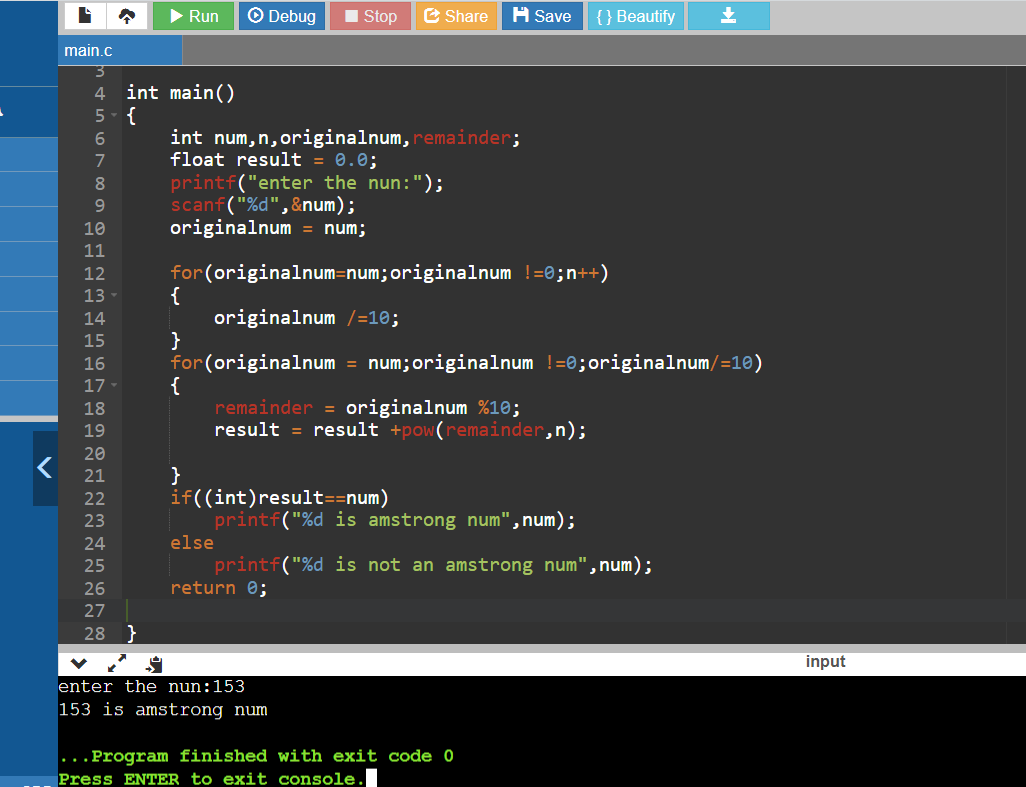 Run Debug Stop Share Save { } Beautify
main.c
3
4 int main()
5 {
6     int num,n,originalnum,remainder;
7     float result = 0.0;
8     printf("enter the nun:");
9     scanf("%d",&num);
10     originalnum = num;
11
12     for(originalnum=num;originalnum !=0;n++)
13     {
14         originalnum /=10;
15     }
16     for(originalnum = num;originalnum !=0;originalnum/=10)
17     {
18         remainder = originalnum %10;
19         result = result +pow(remainder,n);
20
21     }
22     if((int)result==num)
23         printf("%d is amstrong num",num);
24     else
25         printf("%d is not an amstrong num",num);
26     return 0;
27
28 }
input
enter the nun:153
153 is amstrong num
...Program finished with exit code 0
Press ENTER to exit console.